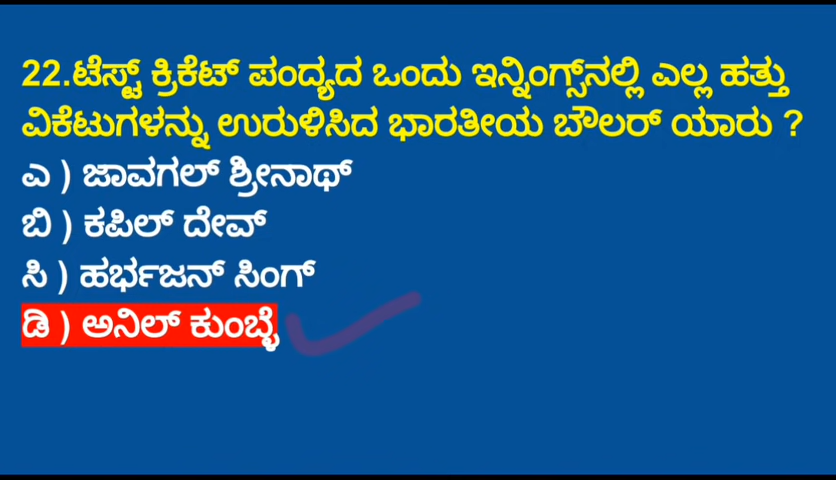 22.ಟೆಸ್ಟ್ ಕ್ರಿಕೆಟ್ ಪಂದ್ಯದ ಒಂದು ಇನ್ನಿಂಗ್ಸ್‌ನಲ್ಲಿ ಎಲ್ಲ ಹತ್ತು
ವಿಕೆಟುಗಳನ್ನು ಉರುಳಿಸಿದ ಭಾರತೀಯ ಬೌಲರ್ ಯಾರು ?
ಎ ) ಜಾವಗಲ್ ಶ್ರೀನಾಥ್
ಬಿ ) ಕಪಿಲ್ ದೇವ್
ಸಿ ) ಹರ್ಭಜನ್ ಸಿಂಗ್
ಡಿ ) ಅನಿಲ್ ಕುಂಬ್ಳೆ